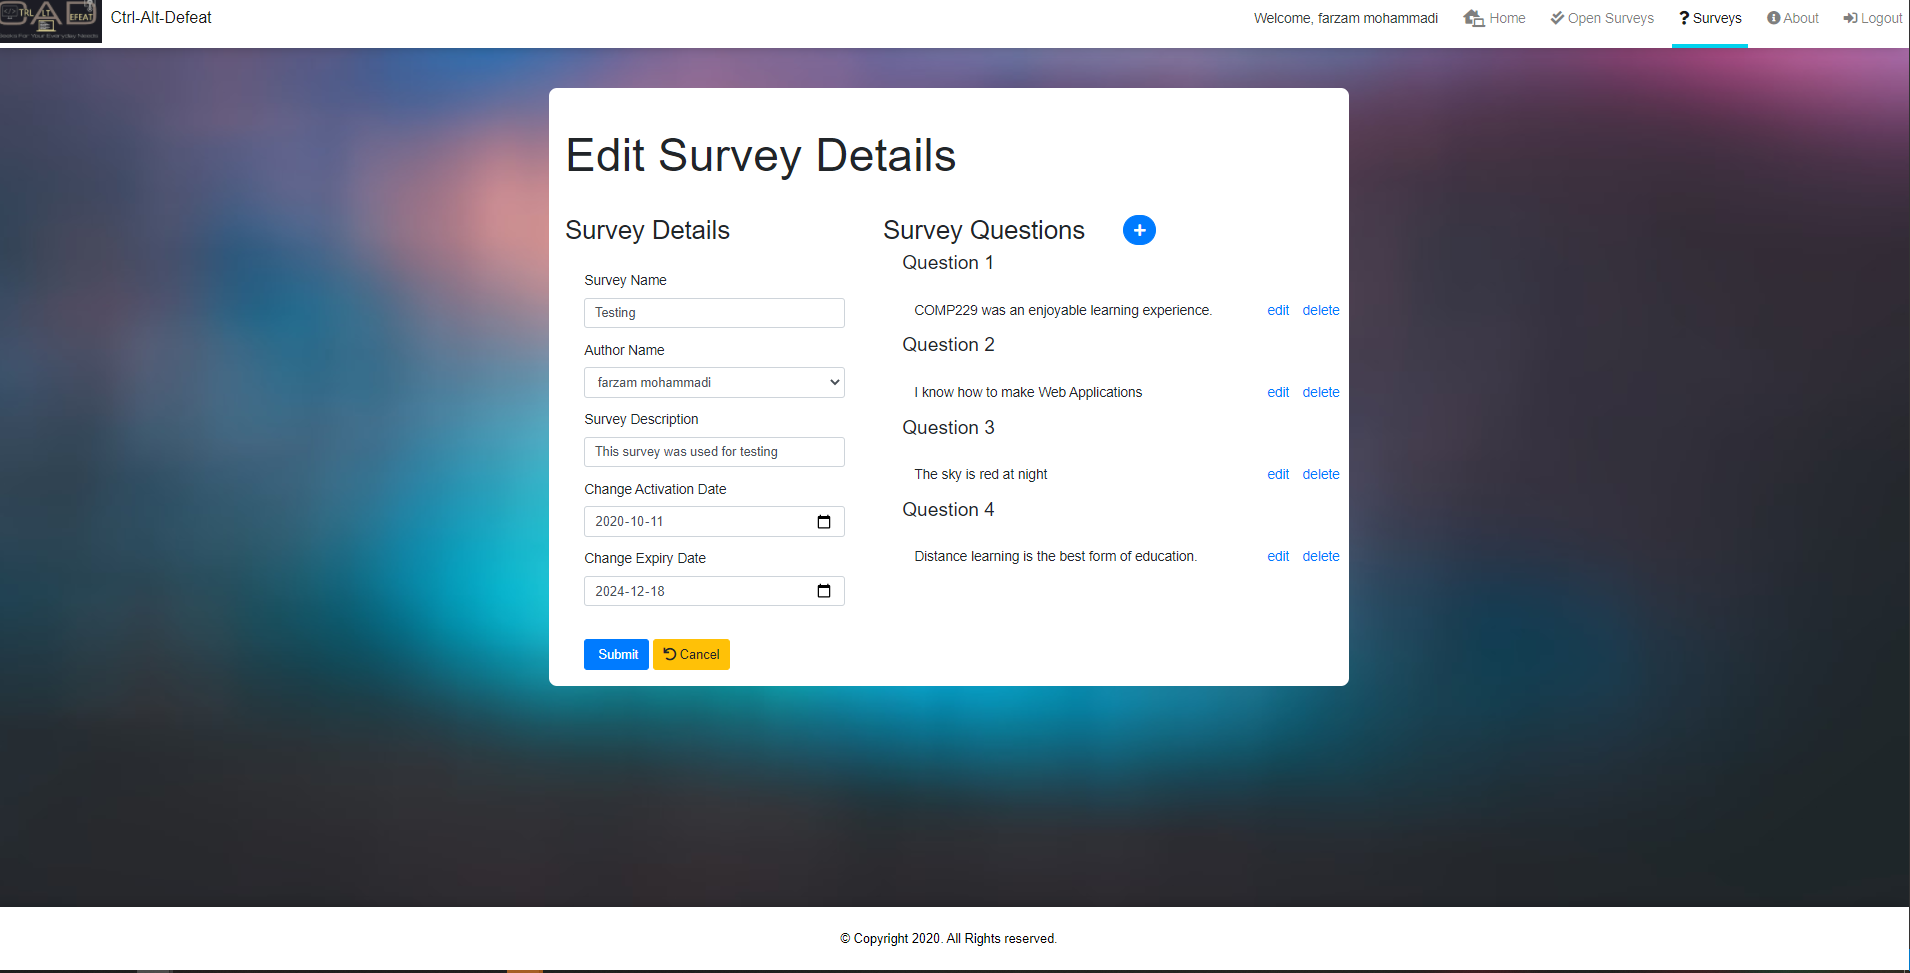 TRL LT EFEAT
Ctrl-Alt-Defeat
Welcome, farzam mohammadi
Home
Open Surveys
? Surveys
About
Logout
Edit Survey Details
Survey Details
Survey Name
Testing
Author Name
farzam mohammadi
Survey Description
This survey was used for testing
Change Activation Date
2020-10-11
Change Expiry Date
2024-12-18
Submit
Cancel
Survey Questions +
Question 1
COMP229 was an enjoyable learning experience. edit delete
Question 2
I know how to make Web Applications edit delete
Question 3
The sky is red at night edit delete
Question 4
Distance learning is the best form of education. edit delete
© Copyright 2020. All Rights reserved.